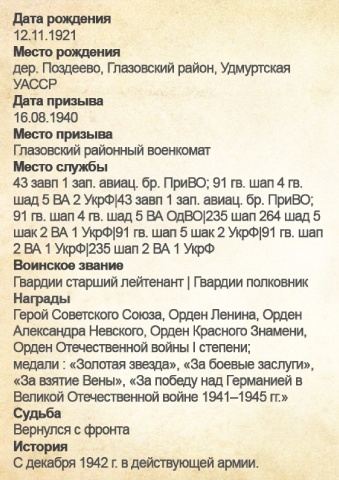 Дата рождения
12.11.1921
Место рождения
дер. Поздеево, Глазовский район, Удмуртская
УАССР
Дата призыва
16.08.1940
Место призыва
Глазовский районный военкомат
Место службы
43 завп 1 зап. авиац. бр. ПриВО; 91 гв. шап 4 гв.
шад 5 ВА 2 УкрФ|43 завп 1 зап. авиац. бр. ПриВО;
91 гв. шап 4 гв. шад 5 ВА ОдВО|235 шап 264 шад 5
шак 2 ВА 1 УкрФ|91 гв. шап 5 шак 2 УкрФ|91 гв. шап
2 ВА 1 УкрФ|235 шап 2 ВА 1 УкрФ
Воинское звание
Гвардии старший лейтенант | Гвардии полковник
Награды
Герой Советского Союза, Орден Ленина, Орден
Александра Невского, Орден Красного Знамени,
Орден Отечественной войны I степени;
медали : «Золотая звезда», «За боевые заслуги»,
«За взятие Вены», «За победу над Германией в
Великой Отечественной войне 1941–1945 гг.»
Судьба
Вернулся с фронта
История
С декабря 1942 г. в действующей армии.